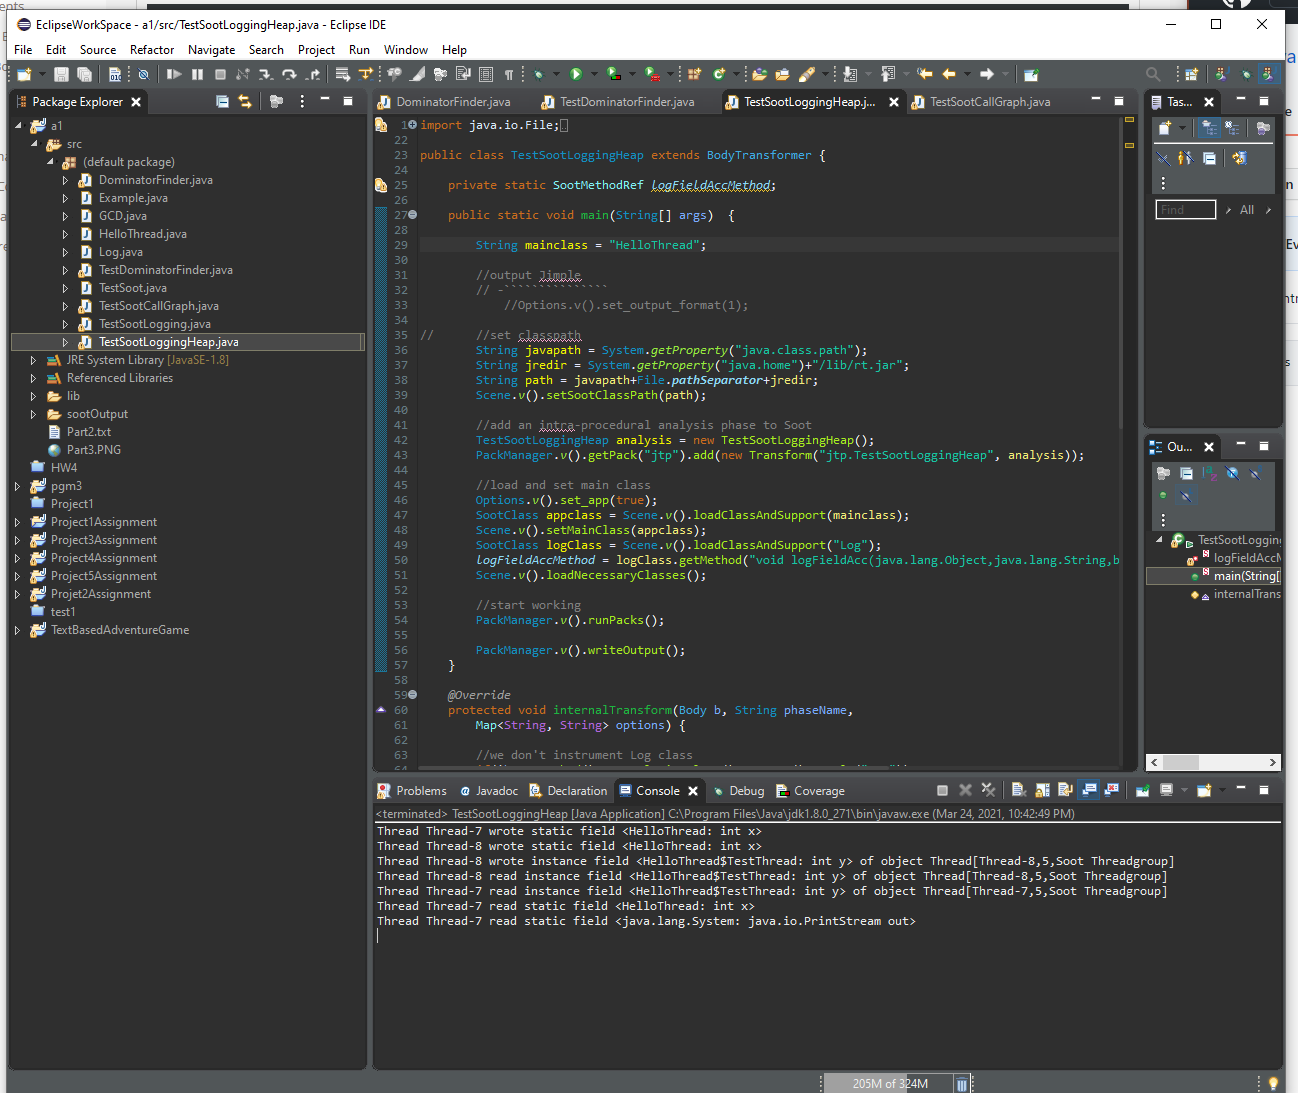 EclipseWorkSpace - a1/src/TestSootLoggingHeap.java - Eclipse IDE
File Edit Source Refactor Navigate Search Project Run Window Help
Package Explorer
a1
src
(default package)
DominatorFinder.java
Example.java
GCD.java
HelloThread.java
Log.java
TestDominatorFinder.java
TestSoot.java
TestSootCallGraph.java
TestSootLogging.java
TestSootLoggingHeap.java
JRE System Library [JavaSE-1.8]
Referenced Libraries
lib
sootOutput
Part2.txt
Part3.PNG
HW4
pgm3
Project1
Project1Assignment
Project3Assignment
Project4Assignment
Project5Assignment
Projet2Assignment
test1
TextBasedAdventureGame
DominatorFinder.java TestDominatorFinder.java TestSootLoggingHeap.j... TestSootCallGraph.java
1 import java.io.File;
22
23 public class TestSootLoggingHeap extends BodyTransformer {
24
25 private static SootMethodRef logFieldAccMethod;
26
27 public static void main(String[] args) {
28
29 String mainclass = "HelloThread";
30
31 //output Jimple
32 // -```````````````
33 //Options.v().set_output_format(1);
34
35 // //set classpath
36 String javapath = System.getProperty("java.class.path");
37 String jredir = System.getProperty("java.home")+"/lib/rt.jar";
38 String path = javapath+File.pathSeparator+jredir;
39 Scene.v().setSootClassPath(path);
40
41 //add an intra-procedural analysis phase to Soot
42 TestSootLoggingHeap analysis = new TestSootLoggingHeap();
43 PackManager.v().getPack("jtp").add(new Transform("jtp.TestSootLoggingHeap", analysis));
44
45 //load and set main class
46 Options.v().set_app(true);
47 SootClass appclass = Scene.v().loadClassAndSupport(mainclass);
48 Scene.v().setMainClass(appclass);
49 SootClass logClass = Scene.v().loadClassAndSupport("Log");
50 logFieldAccMethod = logClass.getMethod("void logFieldAcc(java.lang.Object,java.lang.String,b
51 Scene.v().loadNecessaryClasses();
52
53 //start working
54 PackManager.v().runPacks();
55
56 PackManager.v().writeOutput();
57 }
58
59 @Override
60 protected void internalTransform(Body b, String phaseName,
61 Map<String, String> options) {
62
63 //we don't instrument Log class
Tas...
Find All
Ou...
TestSootLogging
logFieldAccM
main(String[
internalTrans
Problems Javadoc Declaration Console Debug Coverage
<terminated> TestSootLoggingHeap [Java Application] C:\Program Files\Java\jdk1.8.0_271\bin\javaw.exe (Mar 24, 2021, 10:42:49 PM)
Thread Thread-7 wrote static field <HelloThread: int x>
Thread Thread-8 wrote static field <HelloThread: int x>
Thread Thread-8 wrote instance field <HelloThread$TestThread: int y> of object Thread[Thread-8,5,Soot Threadgroup]
Thread Thread-8 read instance field <HelloThread$TestThread: int y> of object Thread[Thread-8,5,Soot Threadgroup]
Thread Thread-7 read instance field <HelloThread$TestThread: int y> of object Thread[Thread-7,5,Soot Threadgroup]
Thread Thread-7 read static field <HelloThread: int x>
Thread Thread-7 read static field <java.lang.System: java.io.PrintStream out>
205M of 324M